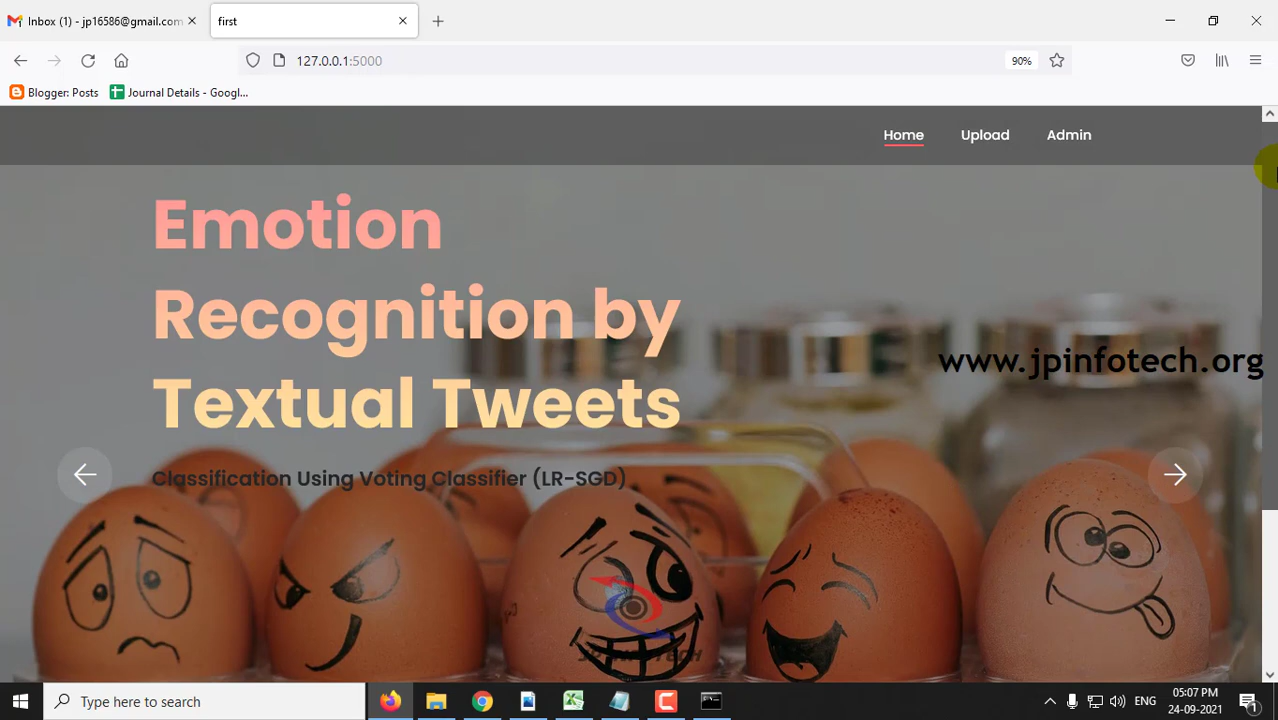 Inbox (1) - jp16586@gmail.com
first
127.0.0.1:5000
90%
Blogger: Posts
Journal Details - Googl...
Home
Upload
Admin
Emotion
Recognition by
Textual Tweets
www.jpinfotech.org
Classification Using Voting Classifier (LR-SGD)
Type here to search
ENG
05:07 PM
24-09-2021
1